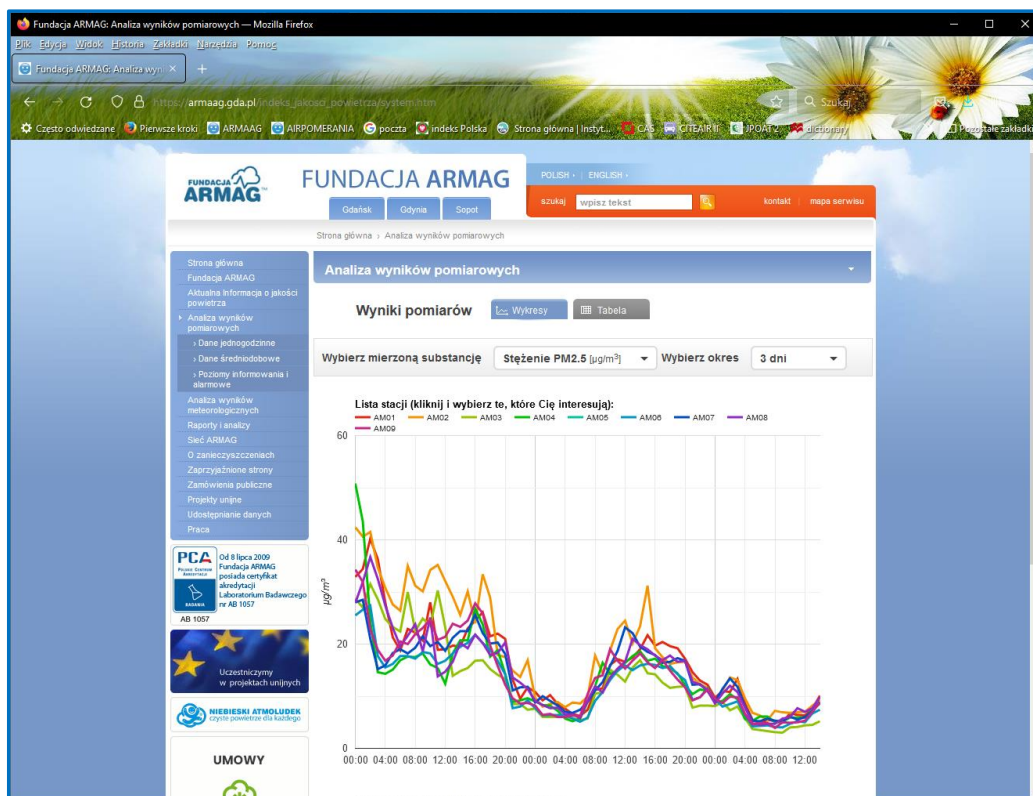 Fundacja ARMAG: Analiza wyników pomiarowych — Mozilla Firefox
Plik Edycja Widok Historia Zakładki Narzędzia Pomoc
Fundacja ARMAG: Analiza wyni
https://armaag.gda.pl/indeks_jakosci_powietrza/system.htm
Szukaj
Często odwiedzane Pierwsze kroki ARMAAG AIRPOMERANIA poczta indeks Polska Strona główna | Instyt... CAS CITEAIR II JPOAT2 dictionary Pozostałe zakładki
FUNDACJA
ARMAG
FUNDACJA ARMAG
POLISH | ENGLISH
Gdańsk Gdynia Sopot
szukaj wpisz tekst kontakt | mapa serwisu
Strona główna › Analiza wyników pomiarowych
Strona główna
Fundacja ARMAG
Aktualna Informacja o jakości
powietrza
Analiza wyników
pomiarowych
› Dane jednogodzinne
› Dane średniodobowe
› Poziomy informowania i
alarmowe
Analiza wyników
meteorologicznych
Raporty i analizy
Sieć ARMAG
O zanieczyszczeniach
Zaprzyjaźnione strony
Zamówienia publiczne
Projekty unijne
Udostępnianie danych
Praca
PCA
POLSKIE CENTRUM
AKREDYTACJI
BADANIA
AB 1057
Od 8 lipca 2009
Fundacja ARMAG
posiada certyfikat
akredytacji
Laboratorium Badawczego
nr AB 1057
Uczestniczymy
w projektach unijnych
NIEBIESKI ATMOLUDEK
czyste powietrze dla każdego
UMOWY
Analiza wyników pomiarowych
Wyniki pomiarów Wykresy Tabela
Wybierz mierzoną substancję Stężenie PM2.5 [µg/m³] Wybierz okres 3 dni
Lista stacji (kliknij i wybierz te, które Cię interesują):
AM01 AM02 AM03 AM04 AM05 AM06 AM07 AM08
AM09
60
40
µg/m³
20
0
00:00 04:00 08:00 12:00 16:00 20:00 00:00 04:00 08:00 12:00 16:00 20:00 00:00 04:00 08:00 12:00